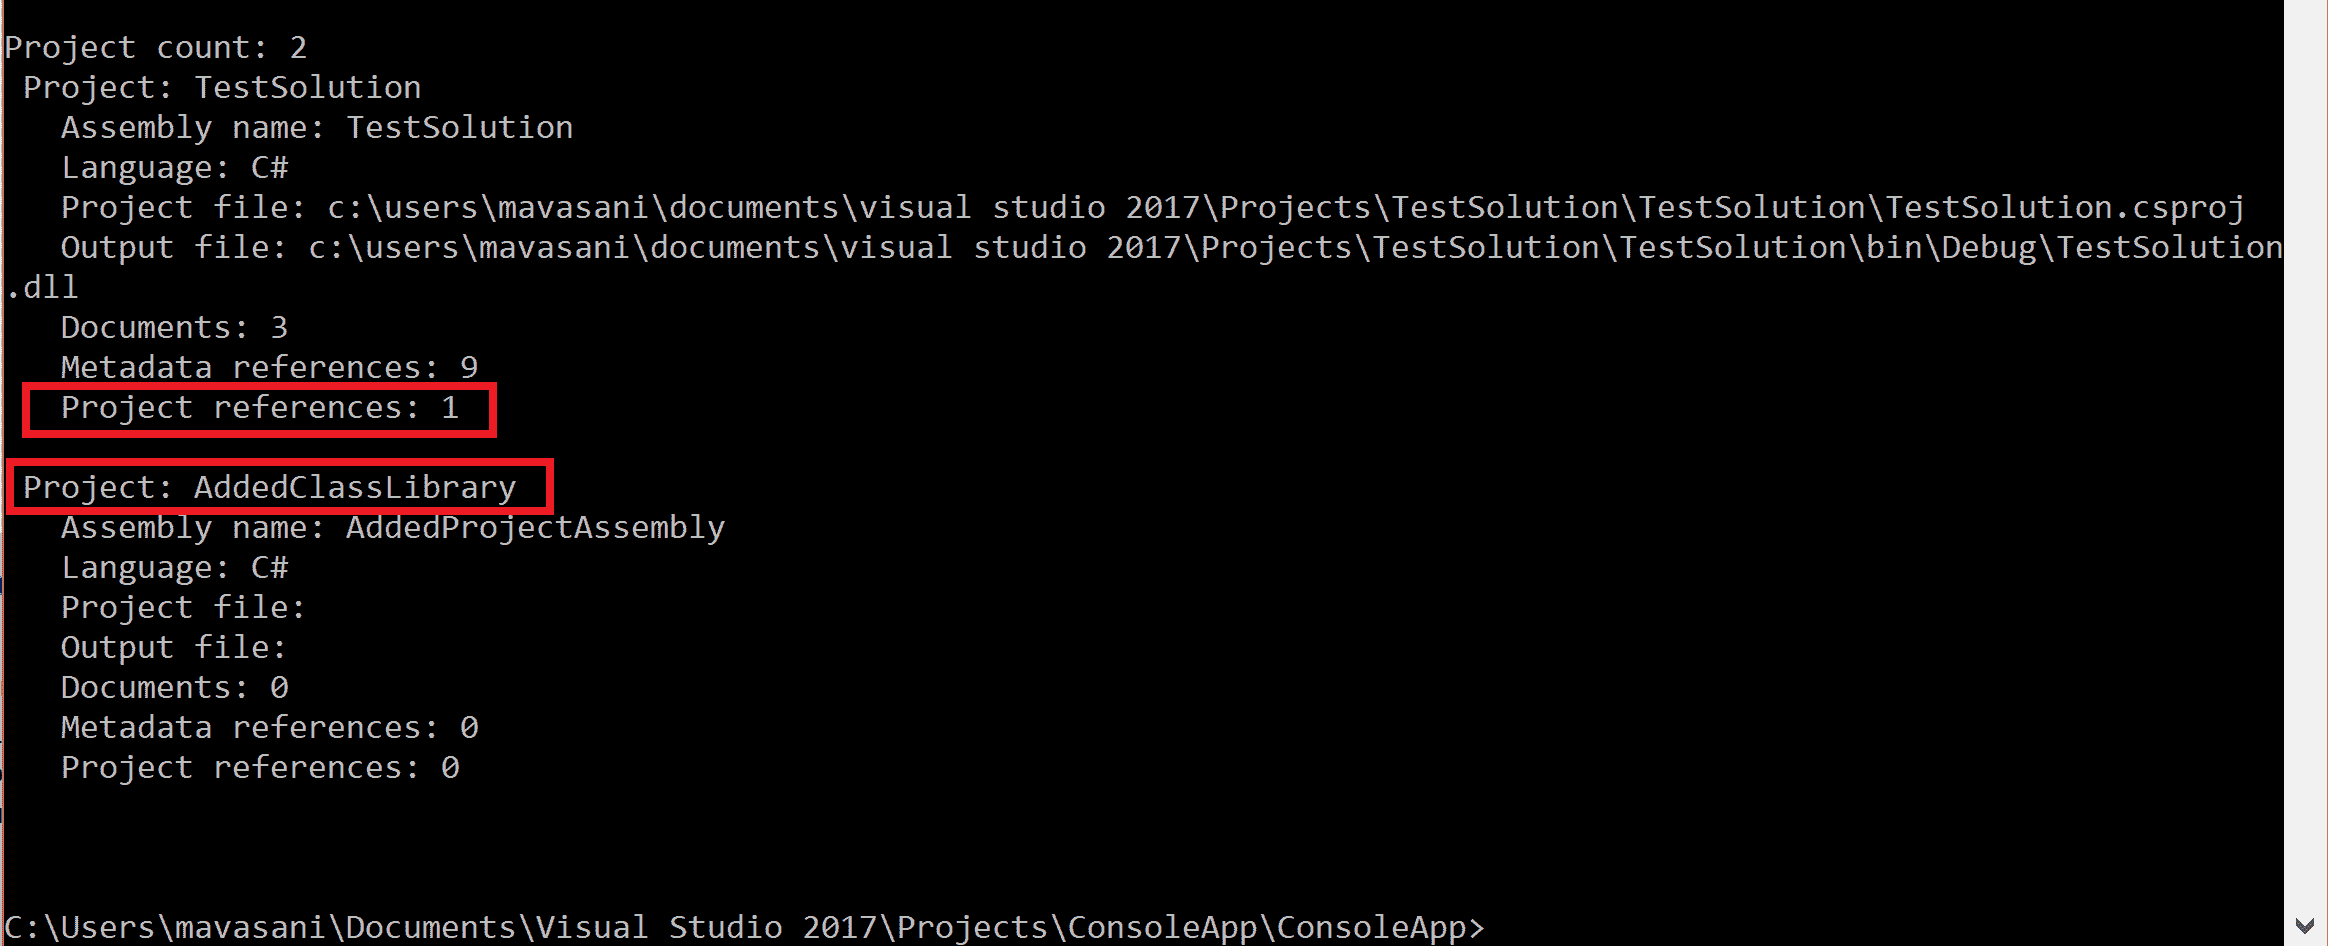 Project count: 2
Project: TestSolution
Assembly name: TestSolution
Language: C#
Project file: c:\users\mavasani\documents\visual studio 2017\Projects\TestSolution\TestSolution\TestSolution.csproj
Output file: c:\users\mavasani\documents\visual studio 2017\Projects\TestSolution\TestSolution\bin\Debug\TestSolution
.dll
Documents: 3
Metadata references: 9
Project references: 1
Project: AddedClassLibrary
Assembly name: AddedProjectAssembly
Language: C#
Project file:
Output file:
Documents: 0
Metadata references: 0
Project references: 0
C:\Users\mavasani\Documents\Visual Studio 2017\Projects\ConsoleApp\ConsoleApp>